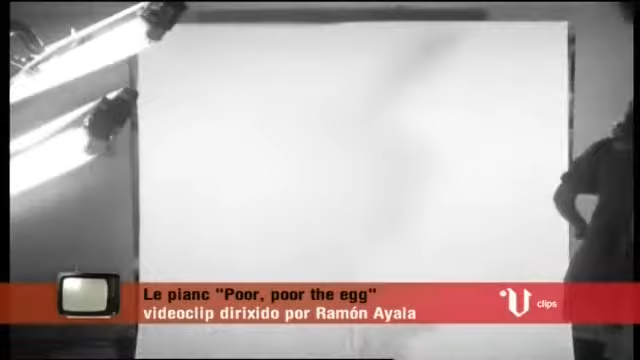 Le pianc "Poor, poor the egg"
videoclip dirixido por Ramón Ayala
U clips